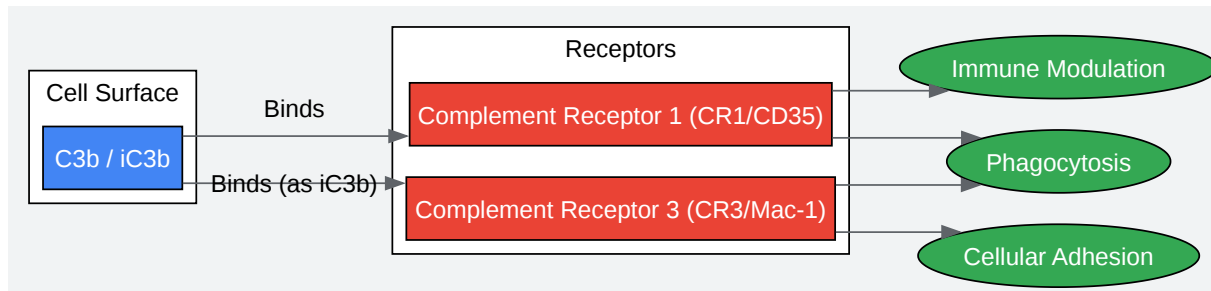 Cell Surface
C3b / iC3b
Binds
Binds (as iC3b)
Receptors
Complement Receptor 1 (CR1/CD35)
Complement Receptor 3 (CR3/Mac-1)
Immune Modulation
Phagocytosis
Cellular Adhesion